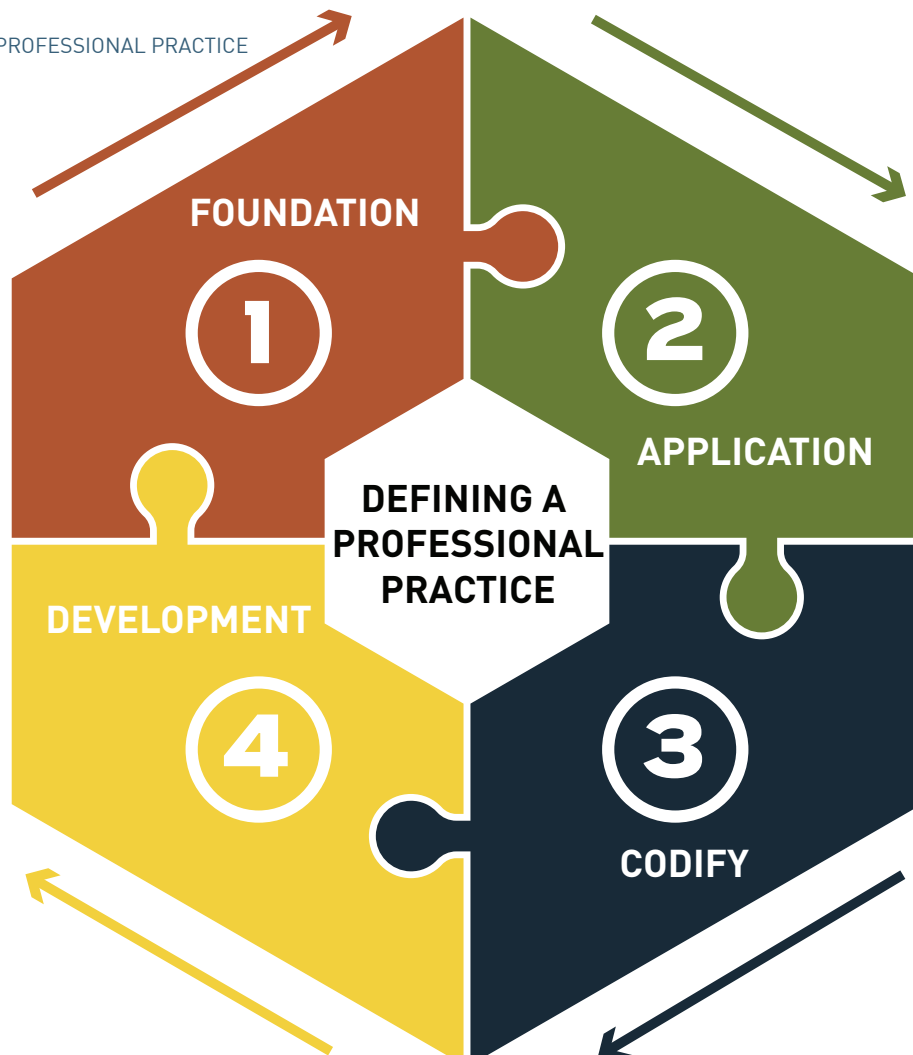 PROFESSIONAL PRACTICE
FOUNDATION
1
2
APPLICATION
DEFINING A
PROFESSIONAL
PRACTICE
DEVELOPMENT
4
3
CODIFY